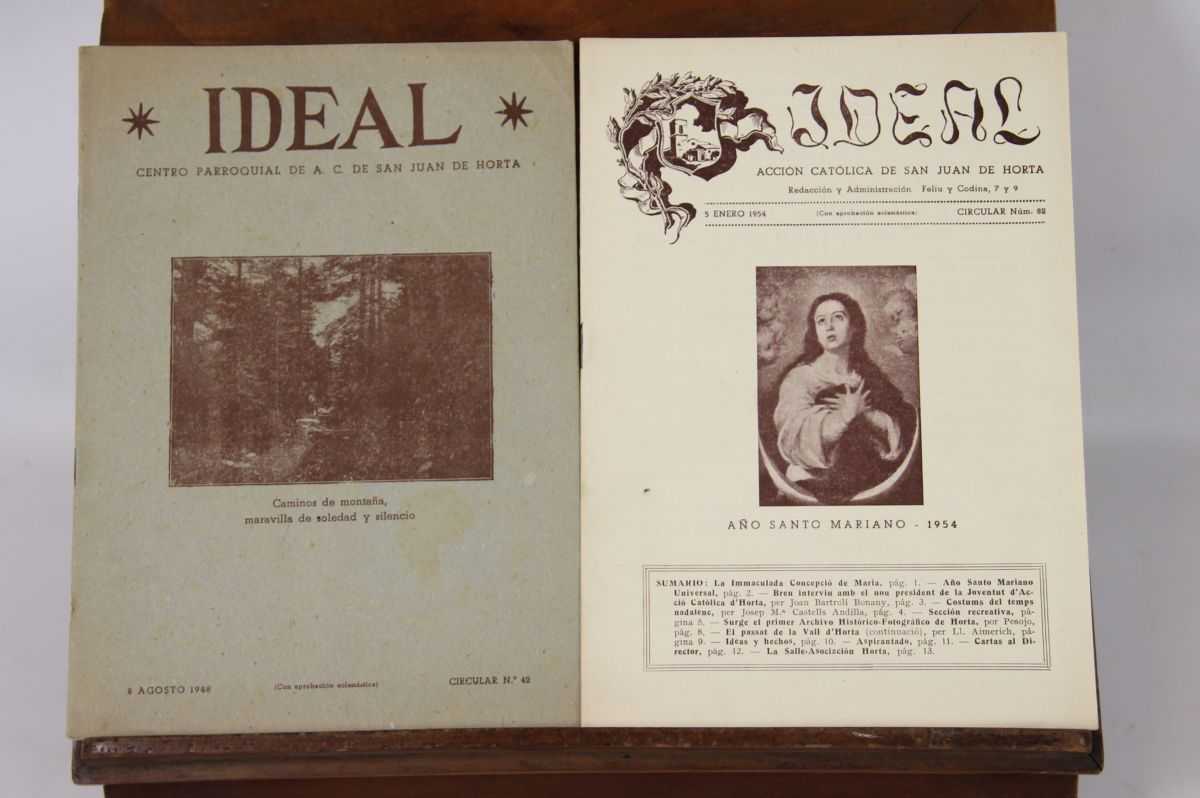 IDEAL
CENTRO PARROQUIAL DE A. C. DE SAN JUAN DE HORTA
Caminos de montaña,
maravilla de soledad y silencio
8 AGOSTO 1948
(Con aprobación eclesiástica)
CIRCULAR N.º 42
IDEAL
ACCIÓN CATÓLICA DE SAN JUAN DE HORTA
Redacción y Administración Feliu y Codina, 7 y 9
5 ENERO 1954
(Con aprobación eclesiástica)
CIRCULAR Núm. 82
AÑO SANTO MARIANO - 1954
SUMARIO: La Immaculada Concepció de Maria, pág. 1. — Año Santo Mariano
Universal, pág. 2. — Breu interviu amb el nou president de la Joventut d'Ac-
ció Catòlica d'Horta, per Joan Bartrolí Bonany, pág. 3. — Costums del temps
nadalenc, per Josep M.ª Castells Andilla, pág. 4. — Sección recreativa, pá-
gina 5. — Surge el primer Archivo Histórico-Fotográfico de Horta, por Pesojo,
pág. 8. — El passat de la Vall d'Horta (continuació), per Ll. Aimerich, pá-
gina 9. — Ideas y hechos, pág. 10. — Aspirantado, pág. 11. — Cartas al Di-
rector, pág. 12. — La Salle-Asociación Horta, pág. 13.